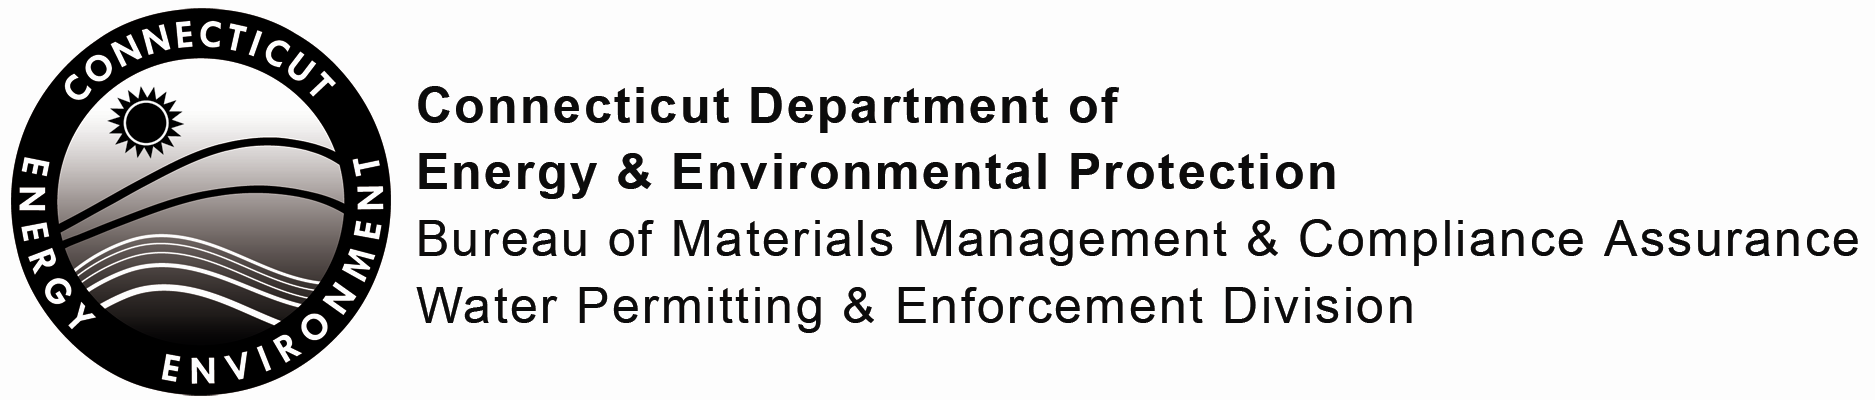 CONNECTICUT
ENERGY
ENVIRONMENT
Connecticut Department of
Energy & Environmental Protection
Bureau of Materials Management & Compliance Assurance
Water Permitting & Enforcement Division